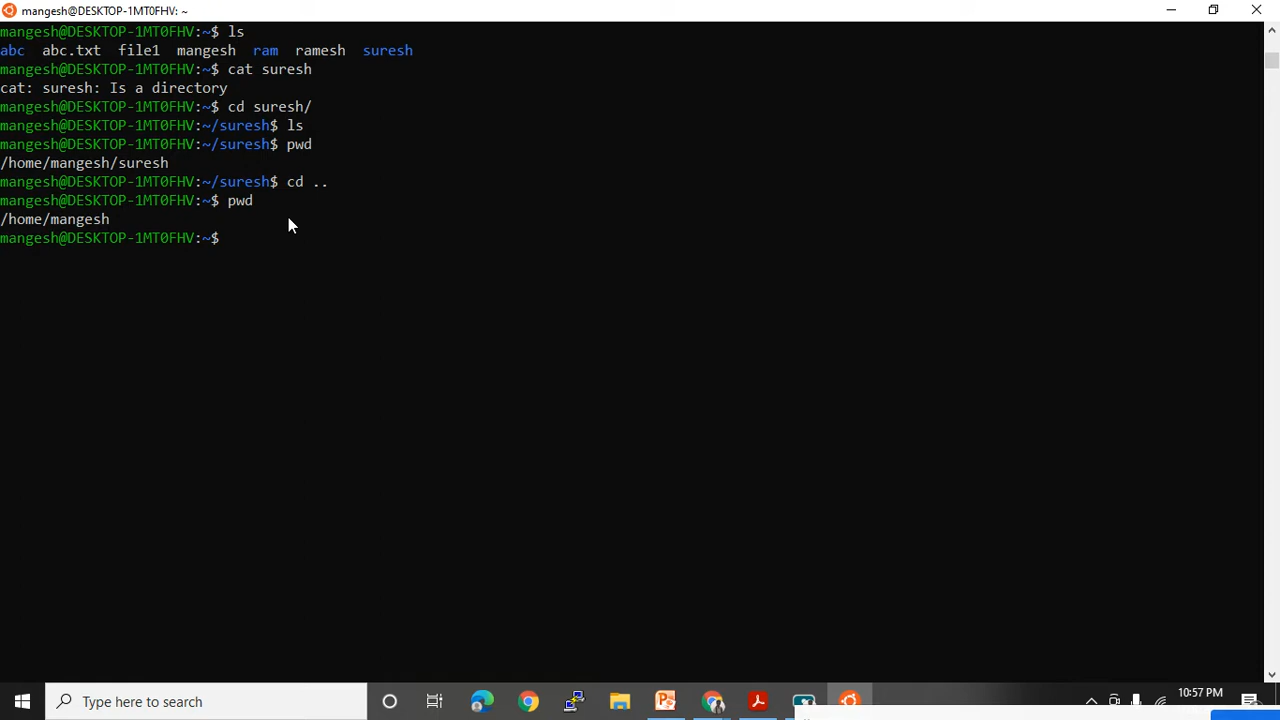 mangesh@DESKTOP-1MT0FHV: ~
mangesh@DESKTOP-1MT0FHV:~$ ls
abc  abc.txt  file1  mangesh  ram  ramesh  suresh
mangesh@DESKTOP-1MT0FHV:~$ cat suresh
cat: suresh: Is a directory
mangesh@DESKTOP-1MT0FHV:~$ cd suresh/
mangesh@DESKTOP-1MT0FHV:~/suresh$ ls
mangesh@DESKTOP-1MT0FHV:~/suresh$ pwd
/home/mangesh/suresh
mangesh@DESKTOP-1MT0FHV:~/suresh$ cd ..
mangesh@DESKTOP-1MT0FHV:~$ pwd
/home/mangesh
mangesh@DESKTOP-1MT0FHV:~$
Type here to search
10:57 PM